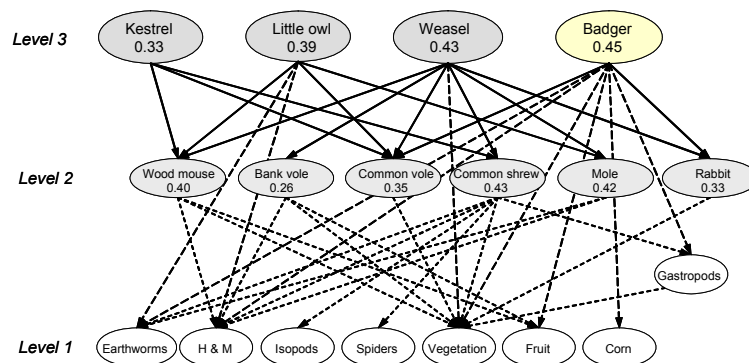 Level 3
Kestrel
0.33
Little owl
0.39
Weasel
0.43
Badger
0.45
Level 2
Wood mouse
0.40
Bank vole
0.26
Common vole
0.35
Common shrew
0.43
Mole
0.42
Rabbit
0.33
Gastropods
Level 1
Earthworms
H & M
Isopods
Spiders
Vegetation
Fruit
Corn